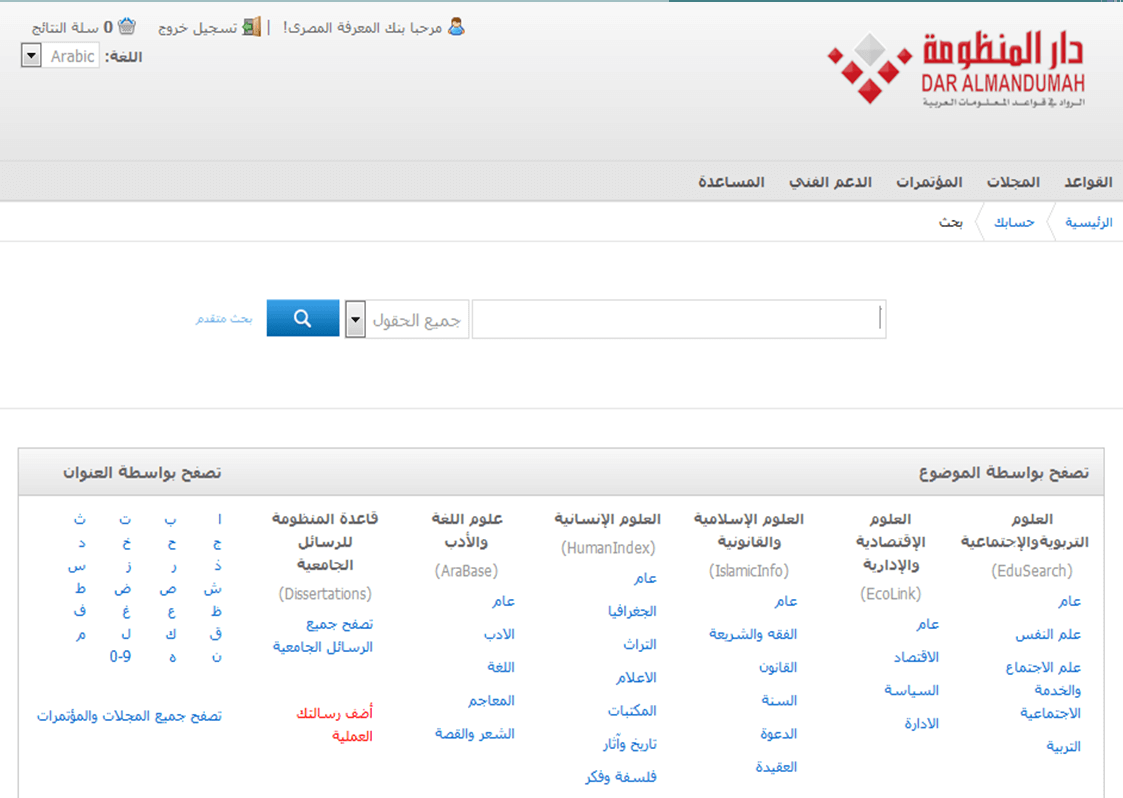 مرحبا بنك المعرفة المصرى! | تسجيل خروج 0 سلة النتائج
اللغة: Arabic
دار المنظومة
DAR ALMANDUMAH
الرواد في قواعد المعلومات العربية
القواعد المجلات المؤتمرات الدعم الفني المساعدة
الرئيسية حسابك بحث
جميع الحقول بحث متقدم
تصفح بواسطة الموضوع
العلوم
التربوية والإجتماعية
(EduSearch)
عام
علم النفس
علم الاجتماع
والخدمة
الاجتماعية
التربية
العلوم
الإقتصادية
والإدارية
(EcoLink)
عام
الاقتصاد
السياسة
الادارة
العلوم الإسلامية
والقانونية
(IslamicInfo)
عام
الفقه والشريعة
القانون
السنة
الدعوة
العقيدة
العلوم الإنسانية
(HumanIndex)
عام
الجغرافيا
التراث
الاعلام
المكتبات
تاريخ وآثار
فلسفة وفكر
علوم اللغة
والأدب
(AraBase)
عام
الادب
اللغة
المعاجم
الشعر والقصة
قاعدة المنظومة
للرسائل
الجامعية
(Dissertations)
تصفح جميع
الرسائل الجامعية
أضف رسالتك
العملية
تصفح بواسطة العنوان
ا ب ت ث
ج ح خ د
ذ ر ز س
ش ص ض ط
ظ ع غ ف
ق ك ل م
ن ه 0-9
تصفح جميع المجلات والمؤتمرات